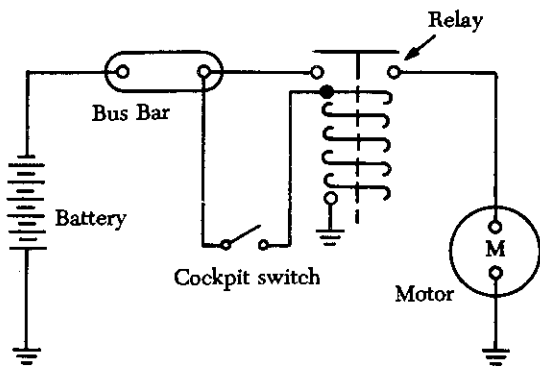 Relay
Bus Bar
Battery
Cockpit switch
M
Motor